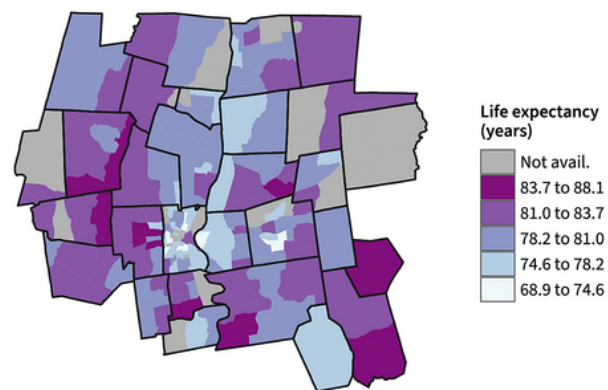 Life expectancy
(years)
Not avail.
83.7 to 88.1
81.0 to 83.7
78.2 to 81.0
74.6 to 78.2
68.9 to 74.6